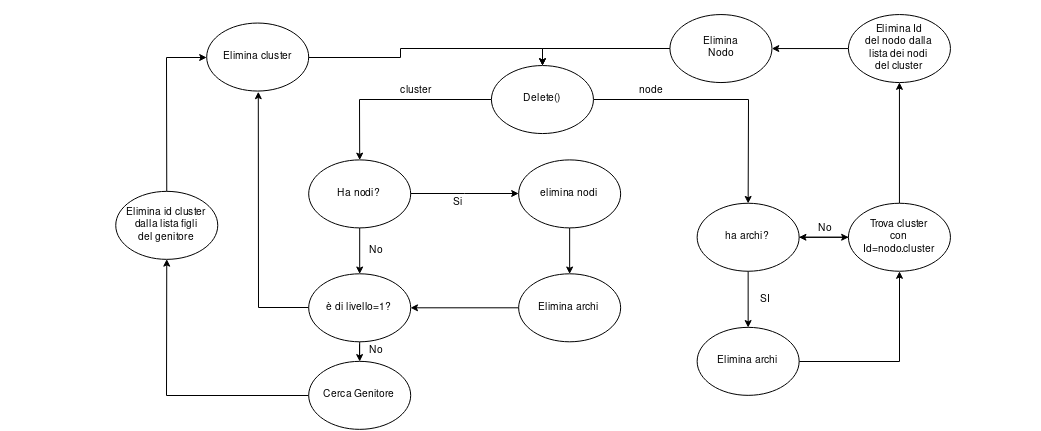 Elimina cluster
Elimina
Nodo
Elimina Id
del nodo dalla
lista dei nodi
del cluster
Delete()
cluster
node
Ha nodi?
Si
elimina nodi
Elimina id cluster
dalla lista figli
del genitore
ha archi?
No
Trova cluster
con
Id=nodo.cluster
No
è di livello=1?
Elimina archi
SI
No
Elimina archi
Cerca Genitore